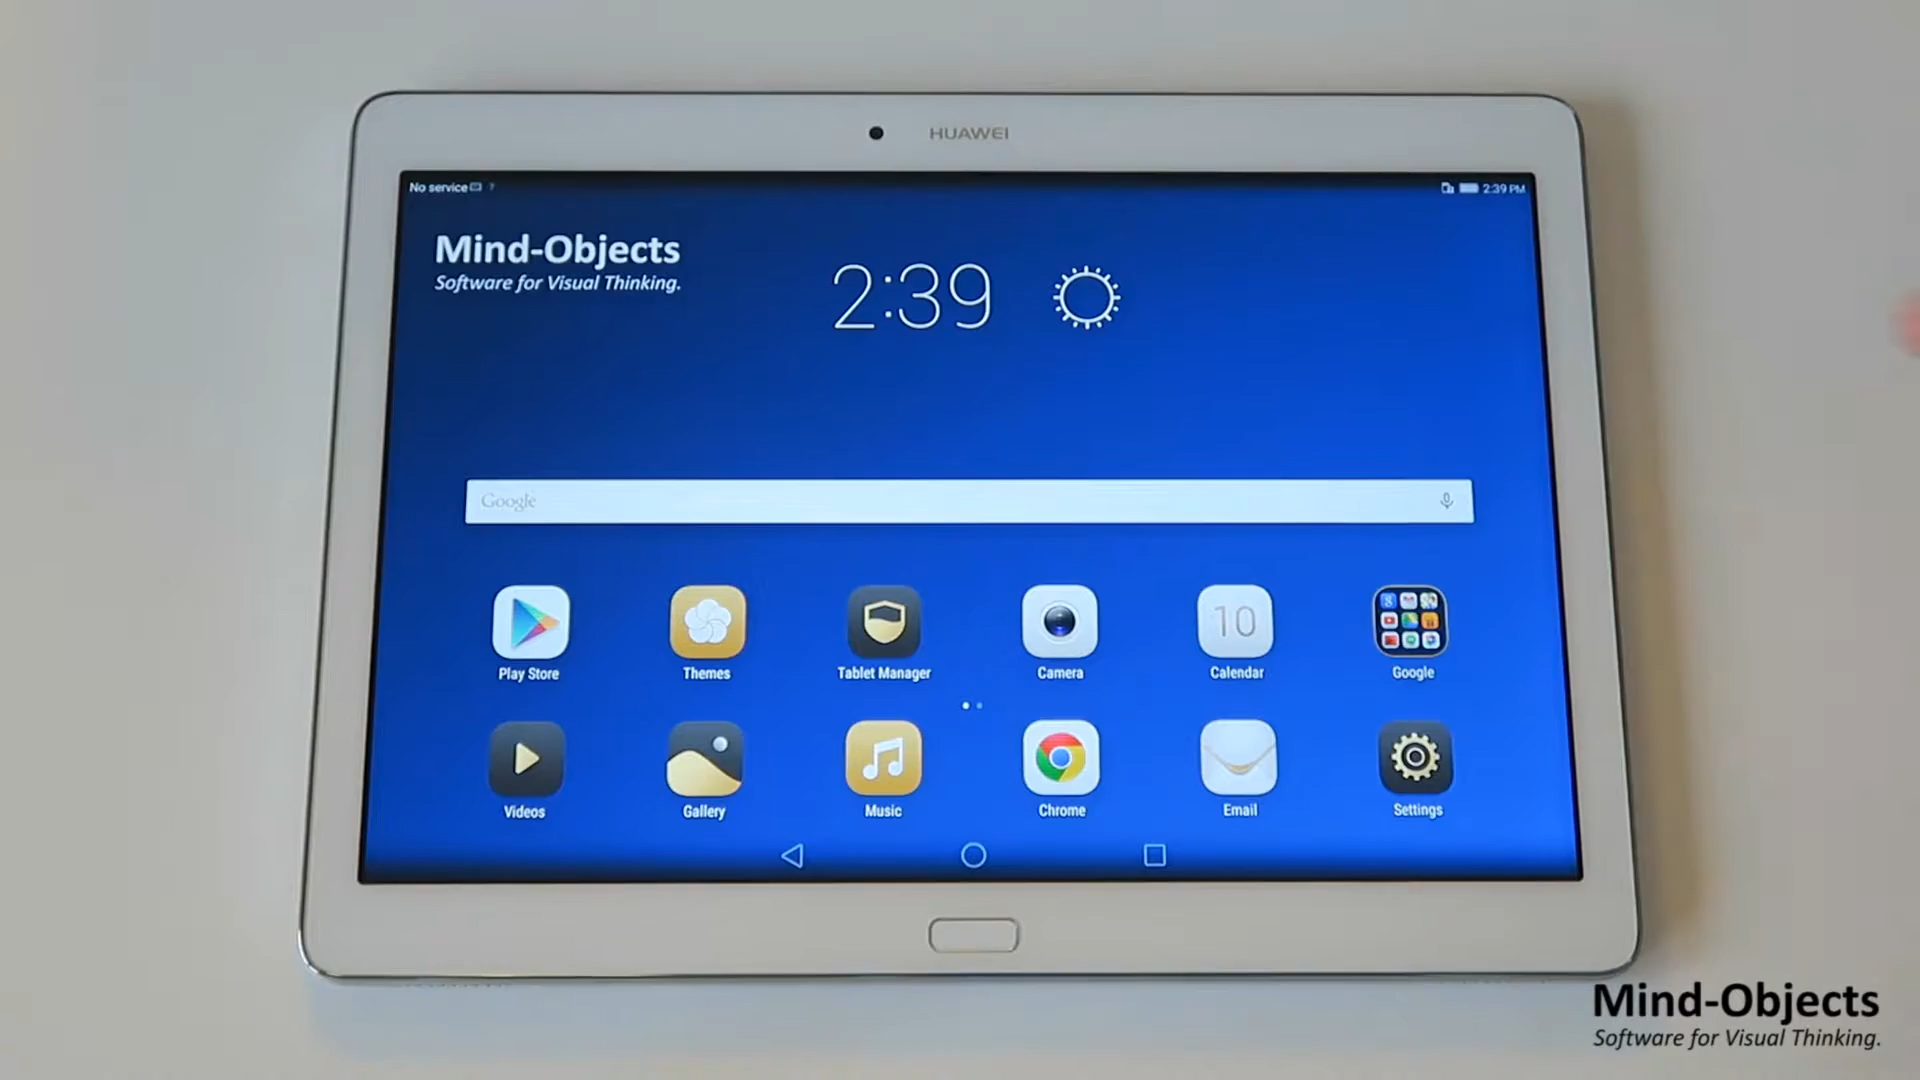 HUAWEI
No service
2:39 PM
Mind-Objects
Software for Visual Thinking.
2:39
Google
Play Store
Themes
Tablet Manager
Camera
10
Calendar
Google
Videos
Gallery
Music
Chrome
Email
Settings
Mind-Objects
Software for Visual Thinking.